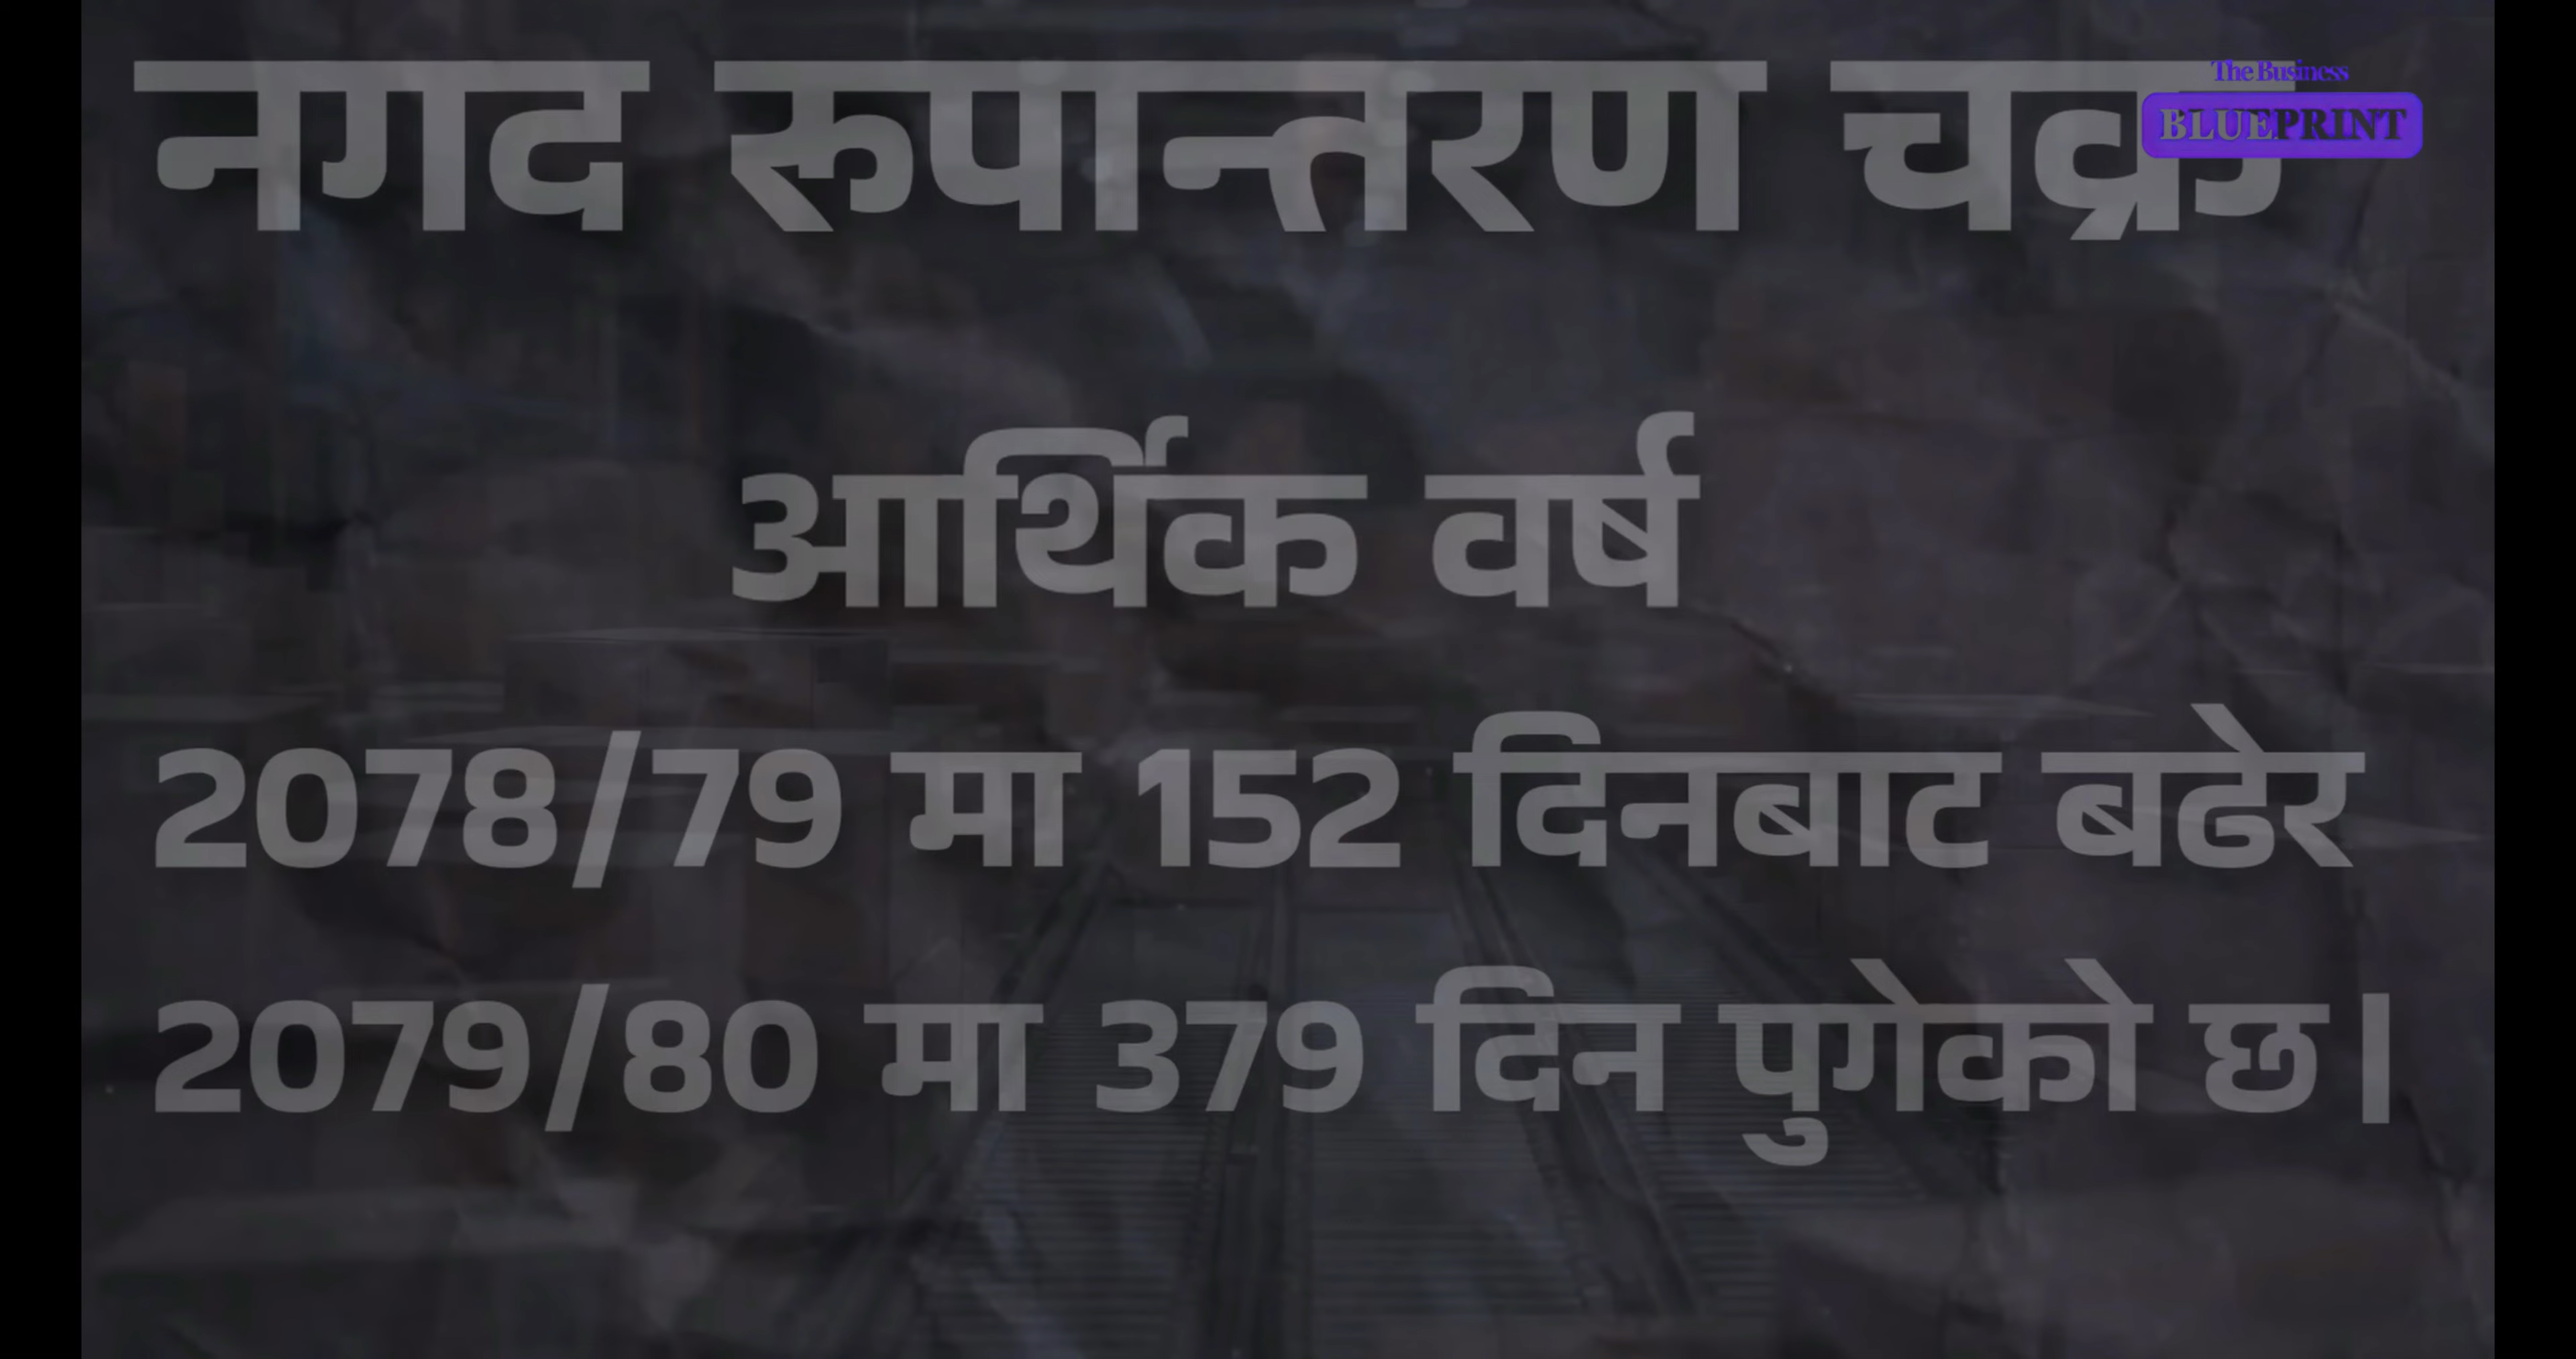 नगद रुपान्तरण चक्र
The Business
BLUEPRINT
आर्थिक वर्ष
2078/79 मा 152 दिनबाट बढेर
2079/80 मा 379 दिन पुगेको छ।